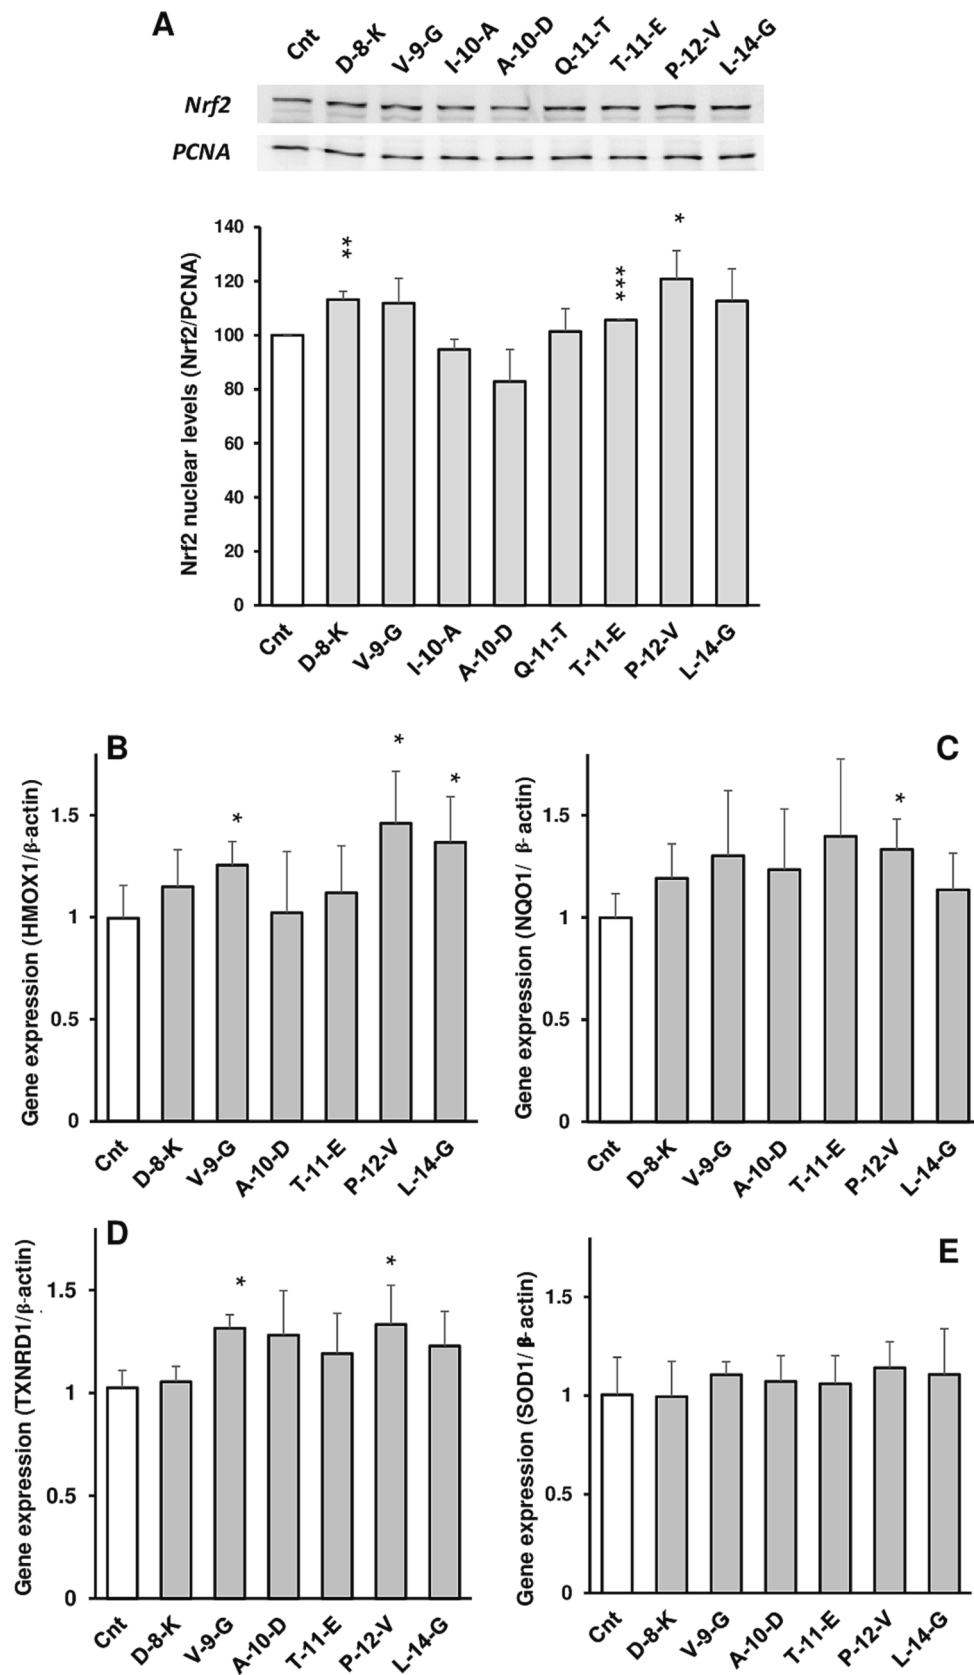 A
Cnt D-8-K V-9-G I-10-A A-10-D Q-11-T T-11-E P-12-V L-14-G
Nrf2
PCNA
Nrf2 nuclear levels (Nrf2/PCNA)
140
120
100
80
60
40
20
0
** *** *
Cnt D-8-K V-9-G I-10-A A-10-D Q-11-T T-11-E P-12-V L-14-G
B
Gene expression (HMOX1/β-actin)
1.5
1
0.5
0
* * *
Cnt D-8-K V-9-G A-10-D T-11-E P-12-V L-14-G
C
Gene expression (NQO1/ β-actin)
1.5
1
0.5
0
*
Cnt D-8-K V-9-G A-10-D T-11-E P-12-V L-14-G
D
Gene expression (TXNRD1/β-actin)
1.5
1
0.5
0
* *
Cnt D-8-K V-9-G A-10-D T-11-E P-12-V L-14-G
E
Gene expression (SOD1/ β-actin)
1.5
1
0.5
0
Cnt D-8-K V-9-G A-10-D T-11-E P-12-V L-14-G